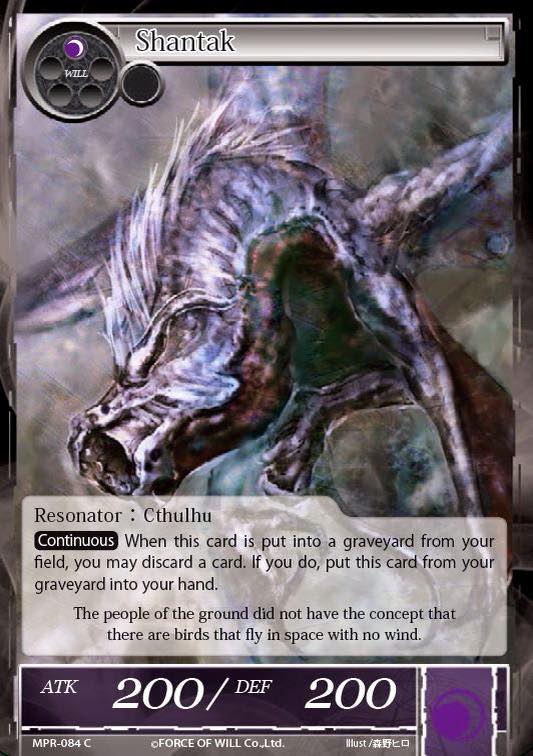 Shantak
WILL
Resonator : Cthulhu
Continuous When this card is put into a graveyard from your
field, you may discard a card. If you do, put this card from your
graveyard into your hand.
The people of the ground did not have the concept that
there are birds that fly in space with no wind.
ATK 200 / DEF 200
MPR-084 C ©FORCE OF WILL Co.,Ltd. Illust /森野ヒロ